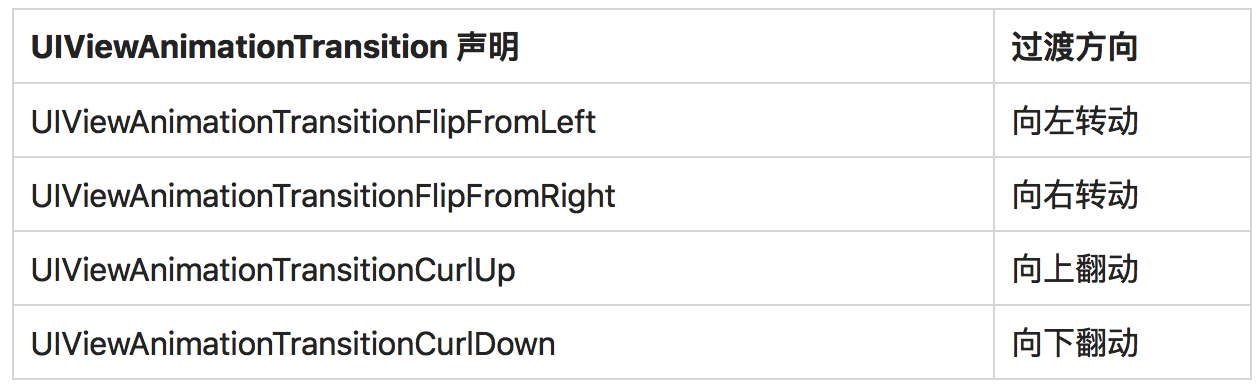 UIViewAnimationTransition 声明 过渡方向
UIViewAnimationTransitionFlipFromLeft 向左转动
UIViewAnimationTransitionFlipFromRight 向右转动
UIViewAnimationTransitionCurlUp 向上翻动
UIViewAnimationTransitionCurlDown 向下翻动